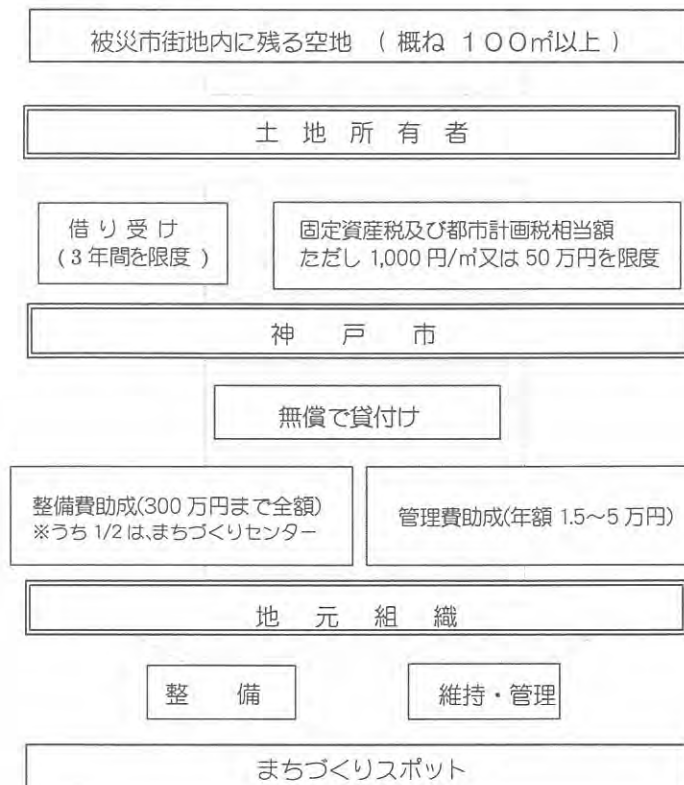 被災市街地内に残る空地 ( 概ね 100㎡以上 )
土 地 所 有 者
借 り 受 け
( 3 年間を限度 )
固定資産税及び都市計画税相当額
ただし 1,000 円/㎡又は 50 万円を限度
神 戸 市
無償で貸付け
整備費助成(300 万円まで全額)
※うち 1/2 は、まちづくりセンター
管理費助成(年額 1.5～5 万円)
地 元 組 織
整 備
維持・管理
まちづくりスポット